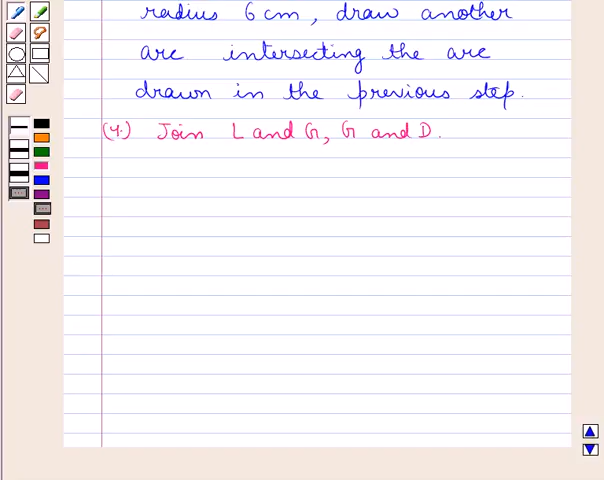 radius 6 cm, draw another
arc intersecting the arc
drawn in the previous step.
(4.) Join L and G, G and D.